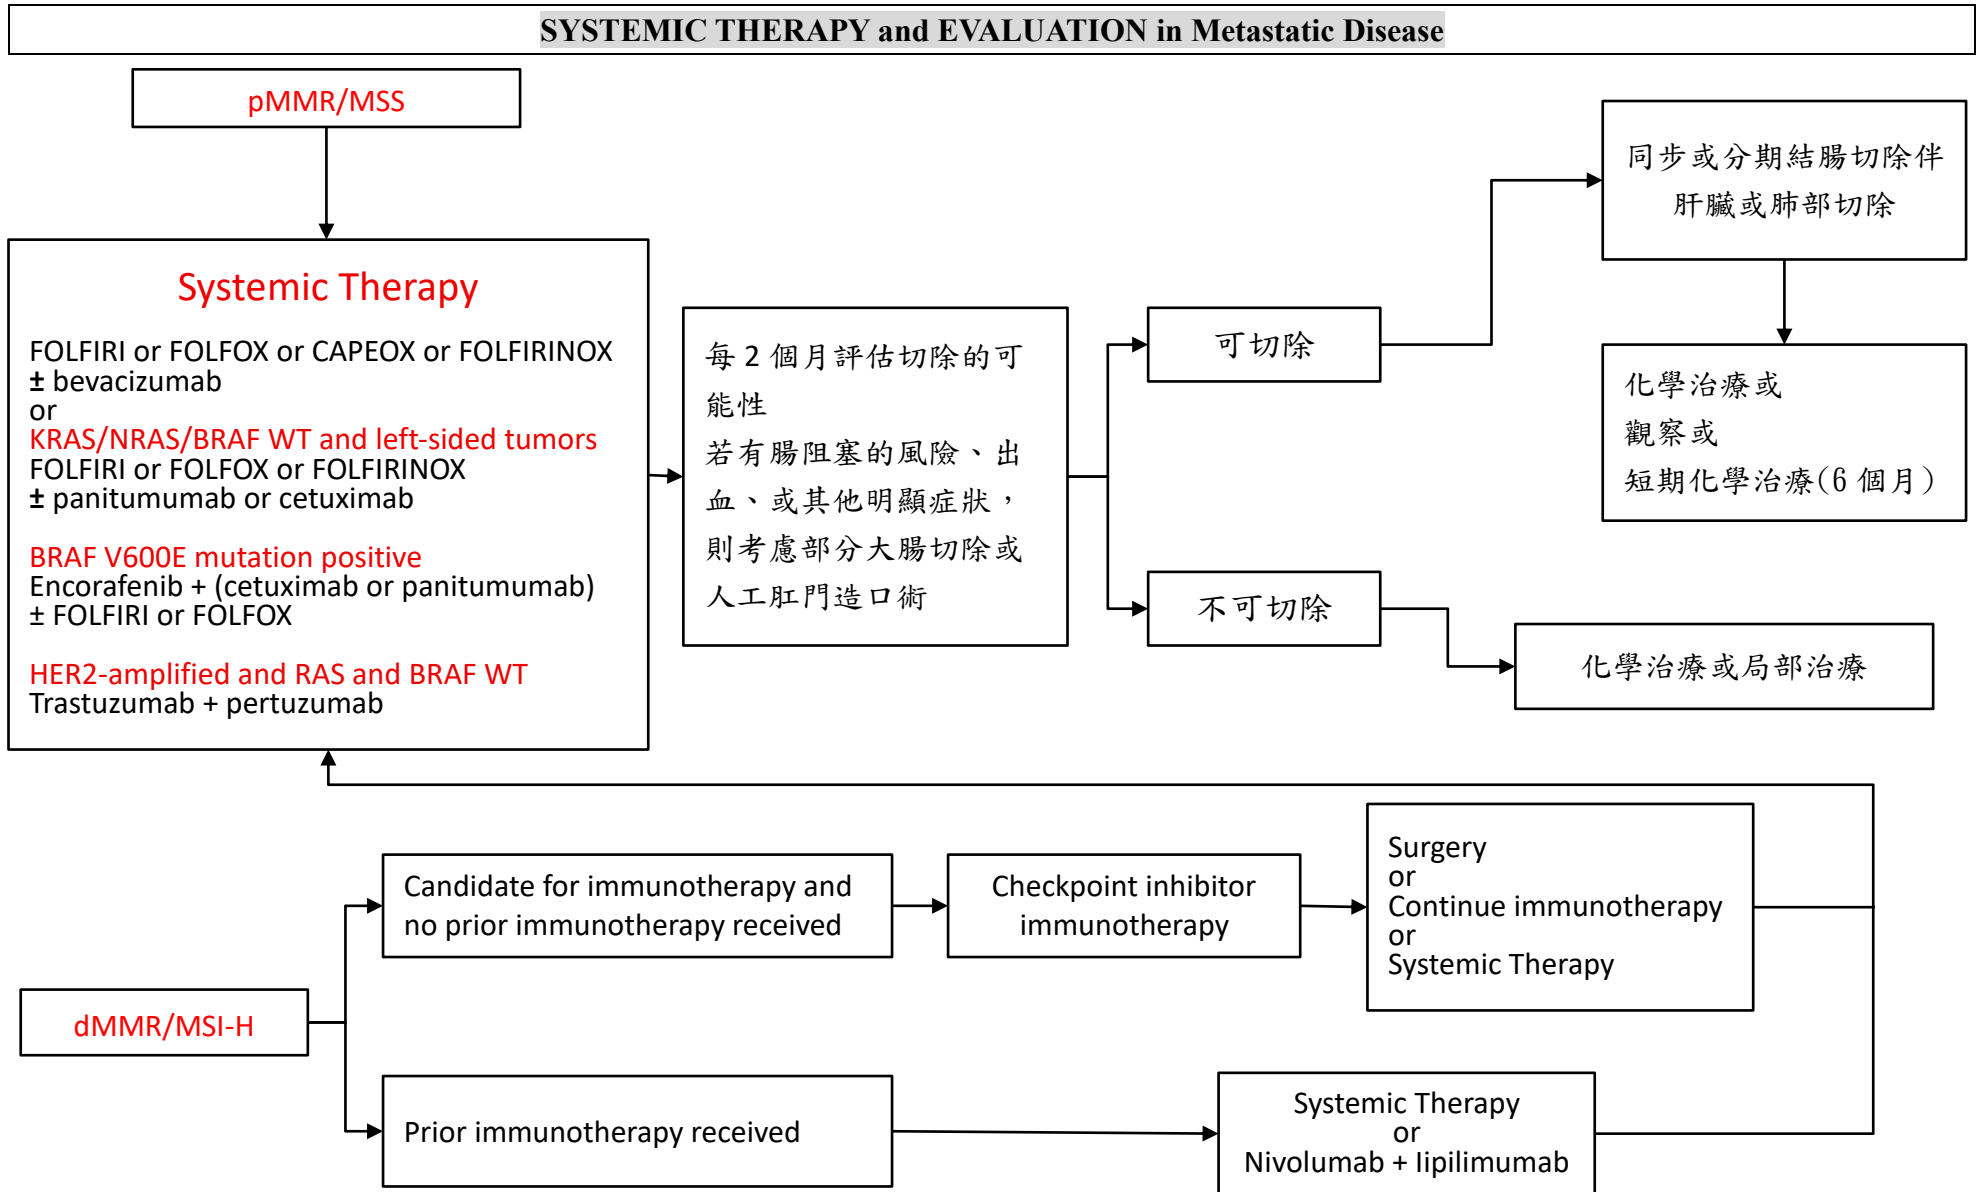 SYSTEMIC THERAPY and EVALUATION in Metastatic Disease
pMMR/MSS
Systemic Therapy
FOLFIRI or FOLFOX or CAPEOX or FOLFIRINOX
± bevacizumab
or
KRAS/NRAS/BRAF WT and left-sided tumors
FOLFIRI or FOLFOX or FOLFIRINOX
± panitumumab or cetuximab
BRAF V600E mutation positive
Encorafenib + (cetuximab or panitumumab)
± FOLFIRI or FOLFOX
HER2-amplified and RAS and BRAF WT
Trastuzumab + pertuzumab
每 2 個月評估切除的可
能性
若有腸阻塞的風險、出
血、或其他明顯症狀，
則考慮部分大腸切除或
人工肛門造口術
可切除
同步或分期結腸切除伴
肝臟或肺部切除
化學治療或
觀察或
短期化學治療(6 個月)
不可切除
化學治療或局部治療
dMMR/MSI-H
Candidate for immunotherapy and
no prior immunotherapy received
Checkpoint inhibitor
immunotherapy
Surgery
or
Continue immunotherapy
or
Systemic Therapy
Prior immunotherapy received
Systemic Therapy
or
Nivolumab + Iipilimumab